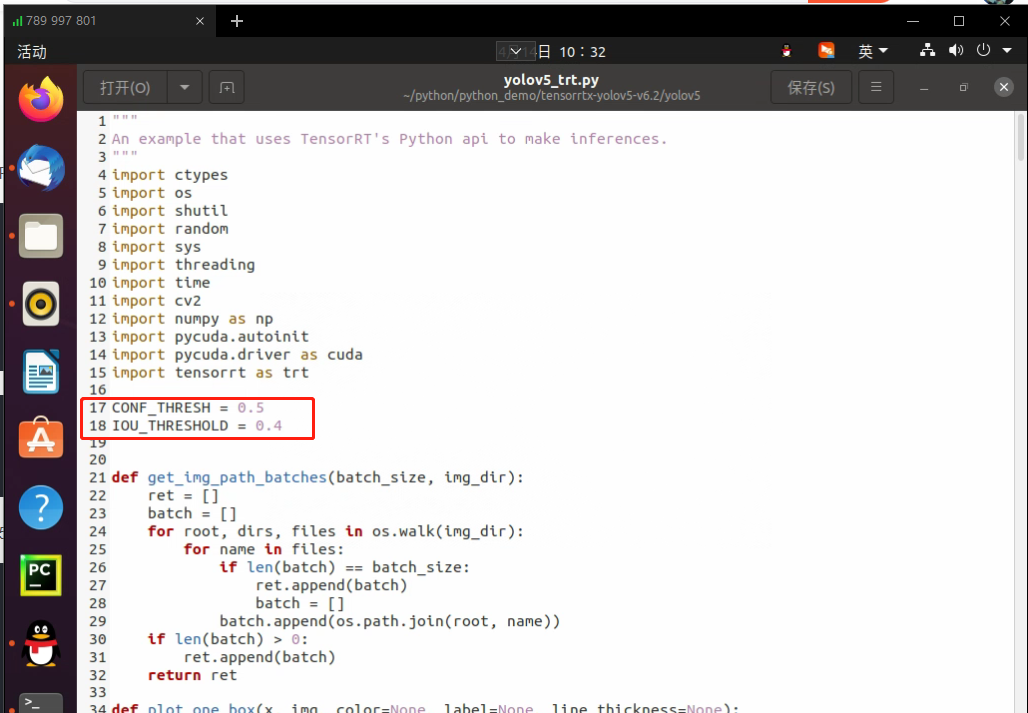 789 997 801
活动
日 10：32
英
打开(O)
yolov5_trt.py
~/python/python_demo/tensorrtx-yolov5-v6.2/yolov5
保存(S)
1 """
2 An example that uses TensorRT's Python api to make inferences.
3 """
4 import ctypes
5 import os
6 import shutil
7 import random
8 import sys
9 import threading
10 import time
11 import cv2
12 import numpy as np
13 import pycuda.autoinit
14 import pycuda.driver as cuda
15 import tensorrt as trt
16
17 CONF_THRESH = 0.5
18 IOU_THRESHOLD = 0.4
19
20
21 def get_img_path_batches(batch_size, img_dir):
22     ret = []
23     batch = []
24     for root, dirs, files in os.walk(img_dir):
25         for name in files:
26             if len(batch) == batch_size:
27                 ret.append(batch)
28                 batch = []
29             batch.append(os.path.join(root, name))
30     if len(batch) > 0:
31         ret.append(batch)
32     return ret
33
34 def plot_one_box(x, img, color=None, label=None, line_thickness=None):
PC